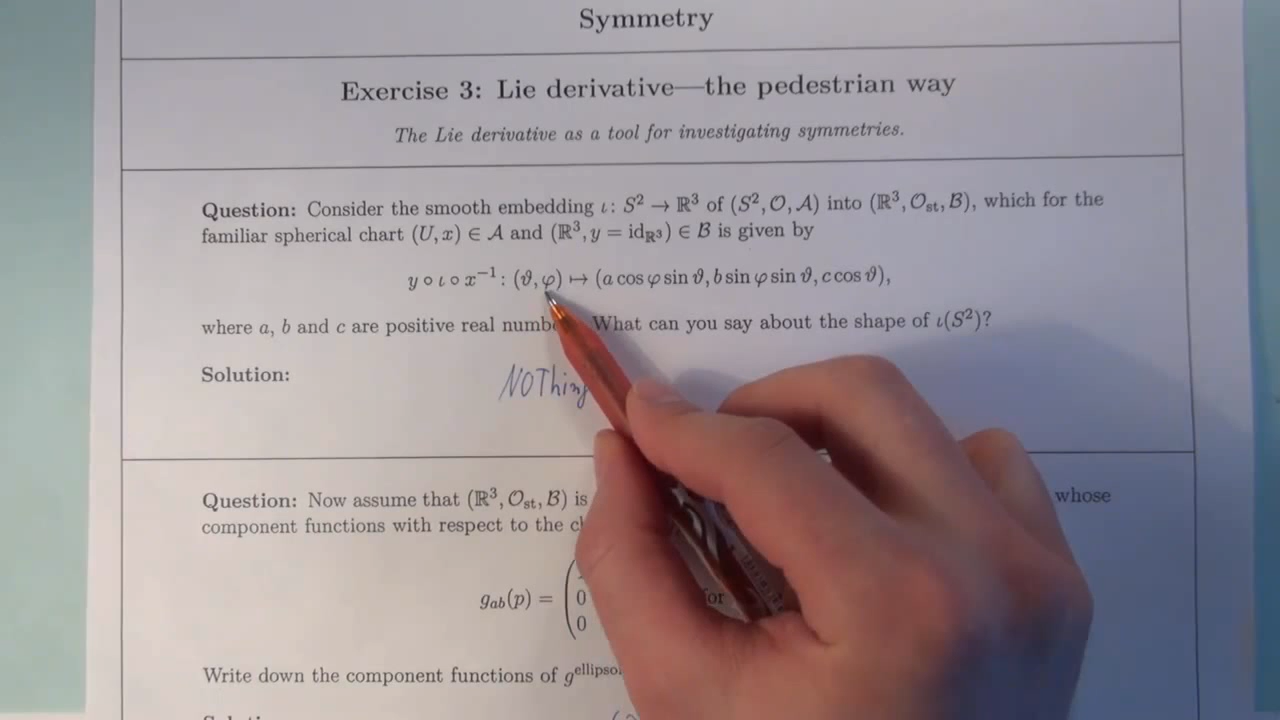 Symmetry
Exercise 3: Lie derivative—the pedestrian way
The Lie derivative as a tool for investigating symmetries.
Question: Consider the smooth embedding ι: S² → ℝ³ of (S², 𝒪, 𝒜) into (ℝ³, 𝒪st, ℬ), which for the
familiar spherical chart (U, x) ∈ 𝒜 and (ℝ³, y = idℝ³) ∈ ℬ is given by
y ∘ ι ∘ x⁻¹: (ϑ, φ) ↦ (a cos φ sin ϑ, b sin φ sin ϑ, c cos ϑ),
where a, b and c are positive real What can you say about the shape of ι(S²)?
Solution: NOThing
Question: Now assume that (ℝ³, 𝒪st, ℬ) is whose
component functions with respect to the
gab(p) = 0 for
0
Write down the component functions of